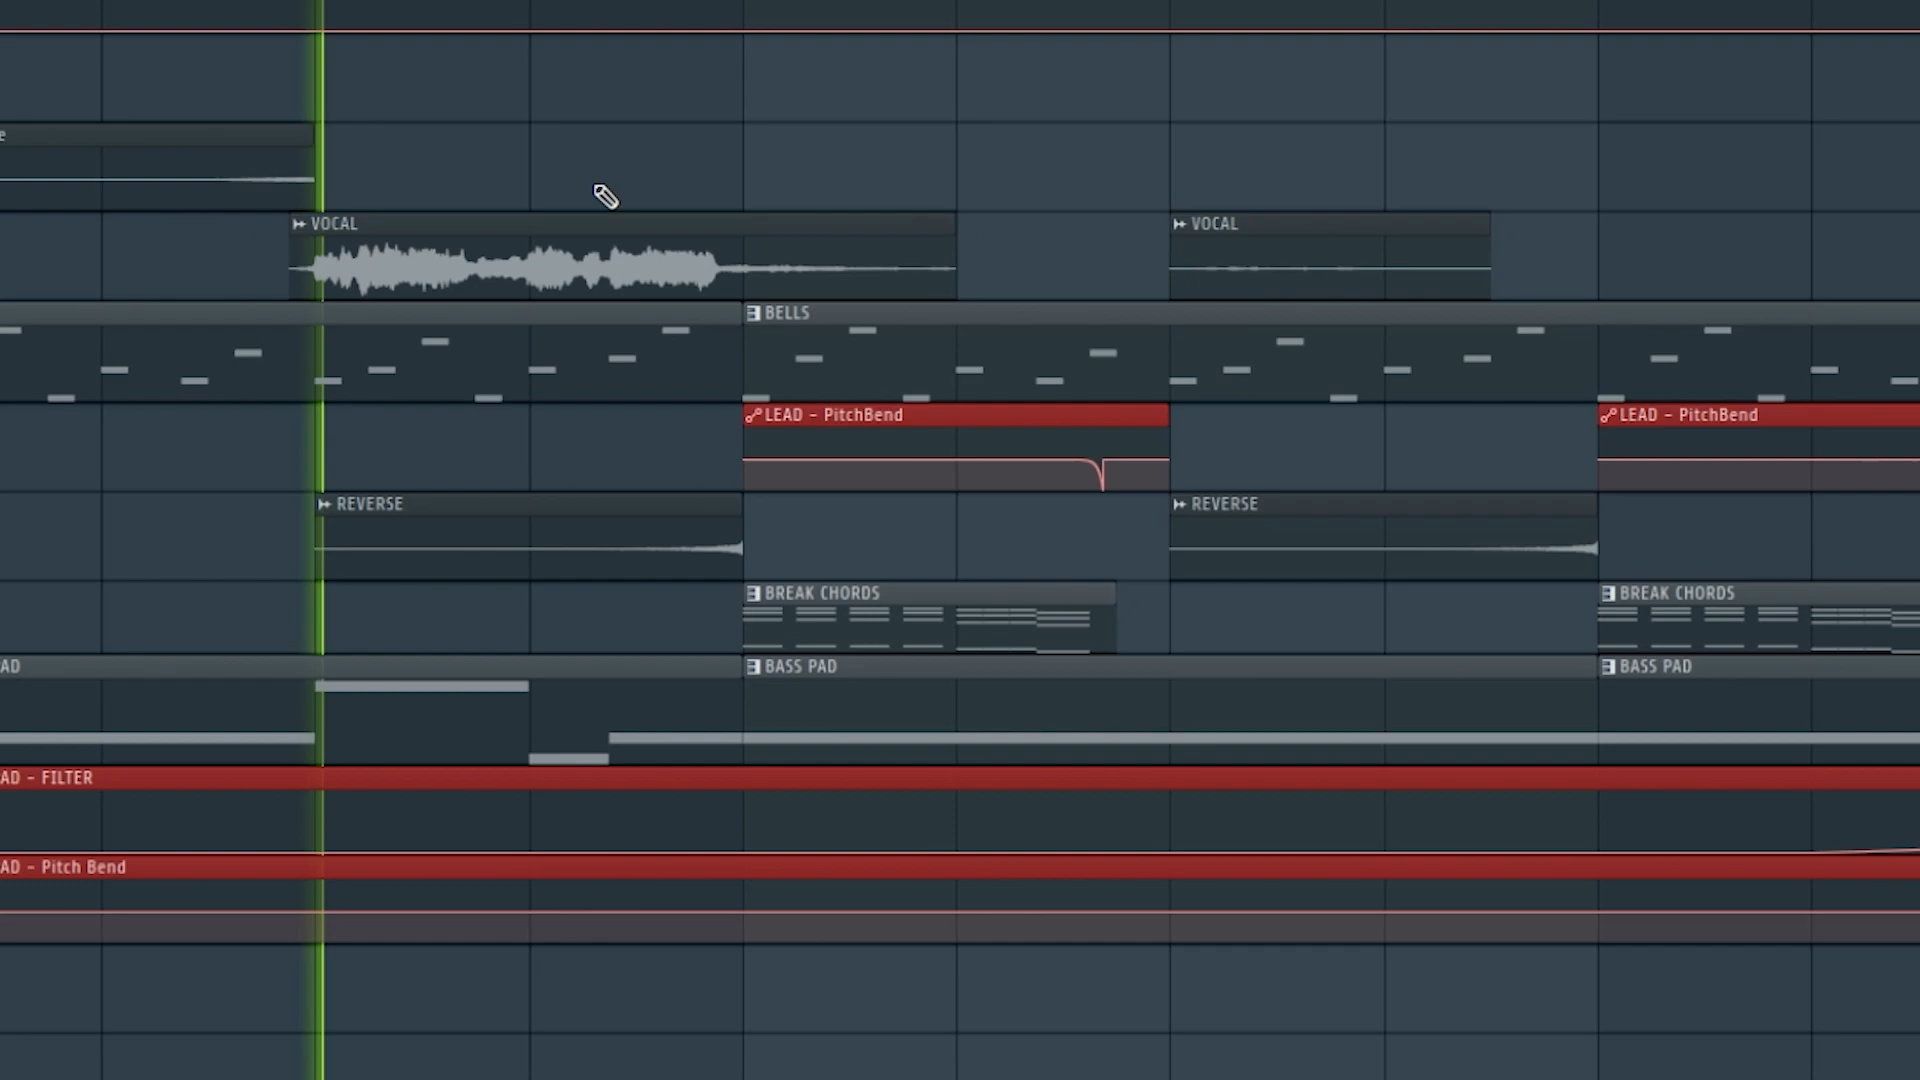 e
VOCAL VOCAL
BELLS
LEAD - PitchBend LEAD - PitchBend
REVERSE REVERSE
BREAK CHORDS BREAK CHORDS
AD BASS PAD BASS PAD
AD - FILTER
AD - Pitch Bend